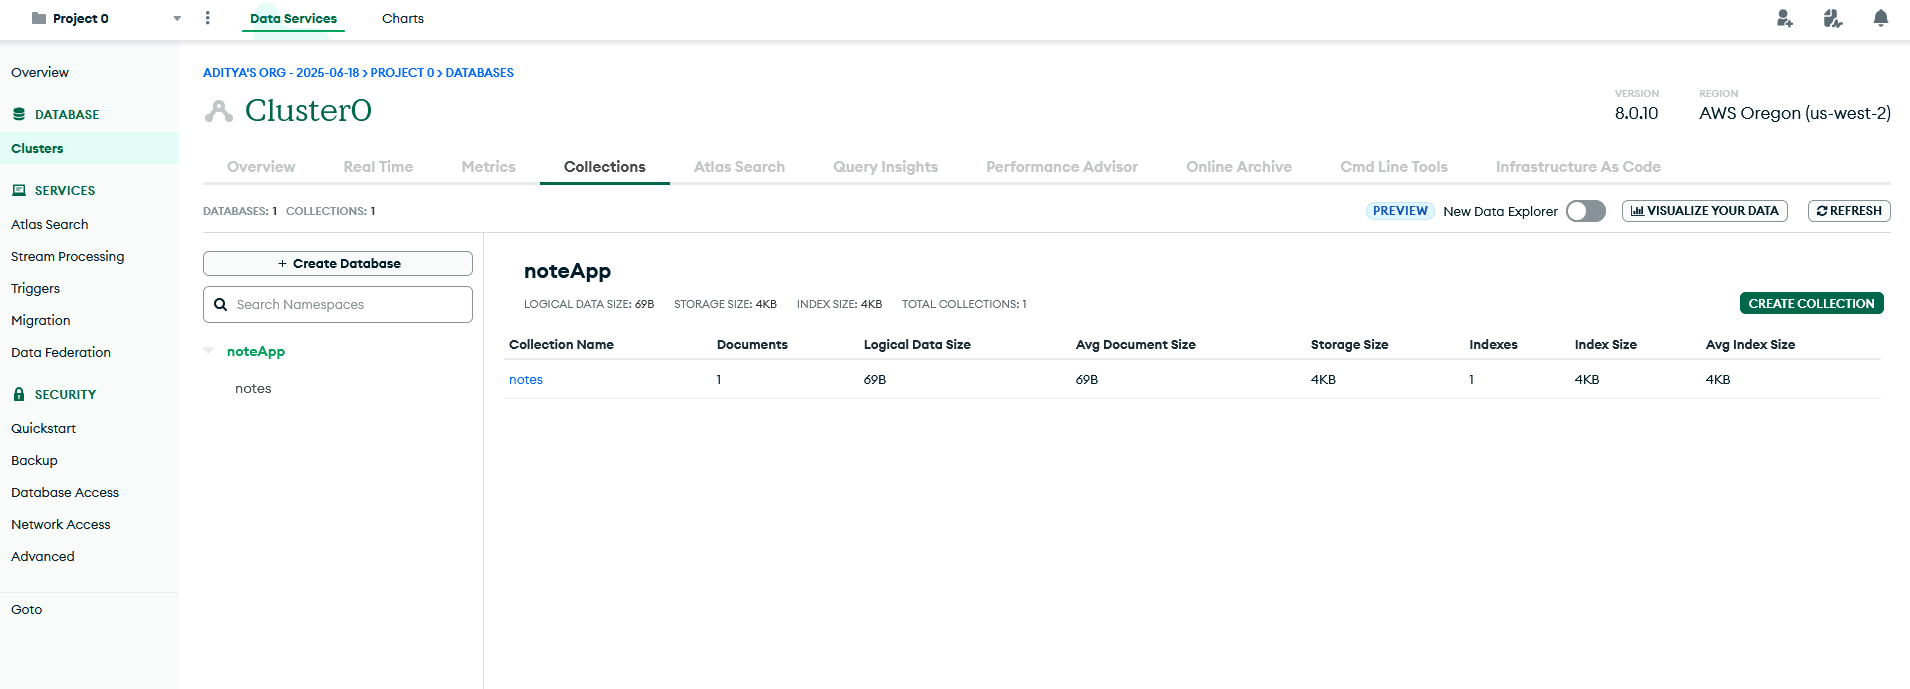 Project 0
Data Services
Charts
Overview
DATABASE
Clusters
SERVICES
Atlas Search
Stream Processing
Triggers
Migration
Data Federation
SECURITY
Quickstart
Backup
Database Access
Network Access
Advanced
Goto
ADITYA'S ORG - 2025-06-18 > PROJECT 0 > DATABASES
Cluster0
VERSION
8.0.10
REGION
AWS Oregon (us-west-2)
Overview Real Time Metrics Collections Atlas Search Query Insights Performance Advisor Online Archive Cmd Line Tools Infrastructure As Code
DATABASES: 1 COLLECTIONS: 1
PREVIEW New Data Explorer VISUALIZE YOUR DATA REFRESH
+ Create Database
Search Namespaces
noteApp
notes
noteApp
LOGICAL DATA SIZE: 69B STORAGE SIZE: 4KB INDEX SIZE: 4KB TOTAL COLLECTIONS: 1
CREATE COLLECTION
Collection Name Documents Logical Data Size Avg Document Size Storage Size Indexes Index Size Avg Index Size
notes 1 69B 69B 4KB 1 4KB 4KB